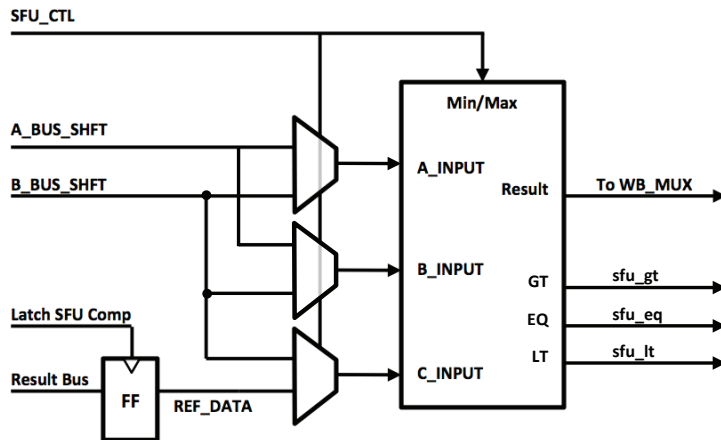 SFU_CTL
Min/Max
A_BUS_SHFT
A_INPUT
B_BUS_SHFT
Result
To WB_MUX
B_INPUT
GT
sfu_gt
Latch SFU Comp
EQ
sfu_eq
LT
sfu_lt
Result Bus
FF
C_INPUT
REF_DATA